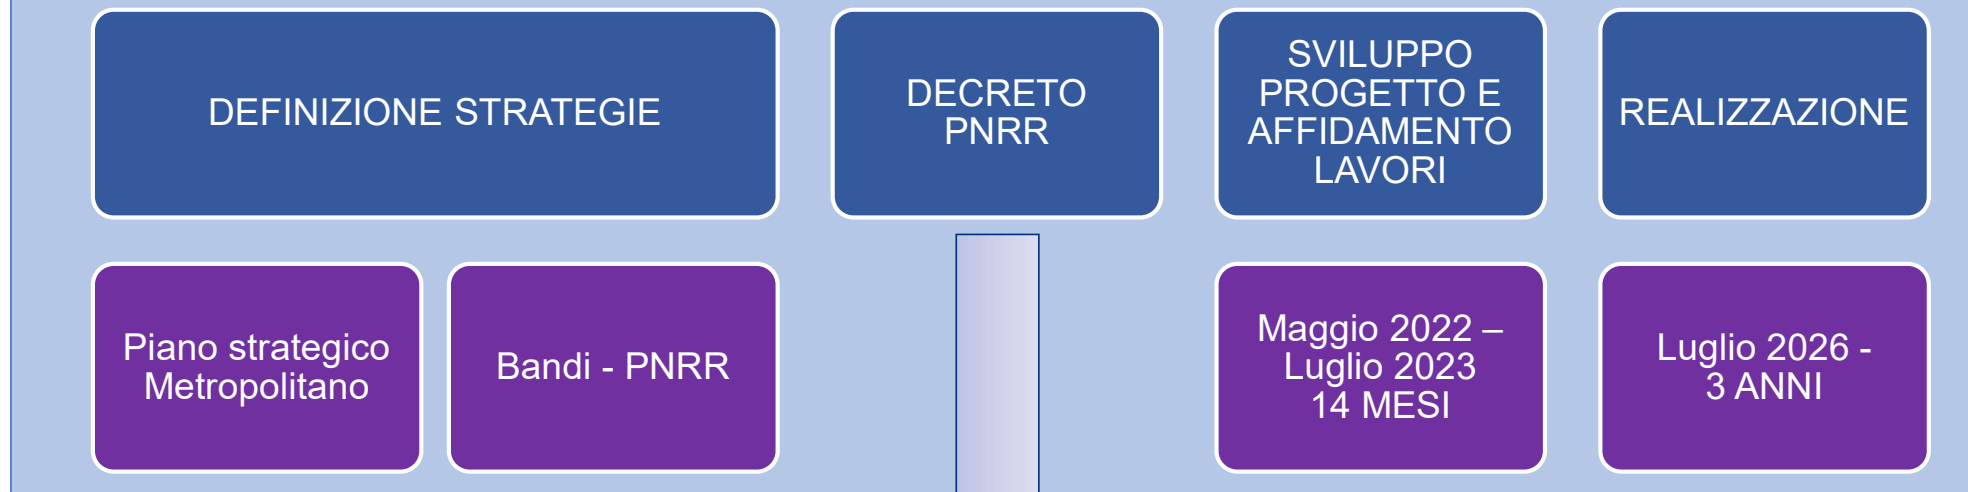 DEFINIZIONE STRATEGIE
DECRETO
PNRR
SVILUPPO
PROGETTO E
AFFIDAMENTO
LAVORI
REALIZZAZIONE
Piano strategico
Metropolitano
Bandi - PNRR
Maggio 2022 –
Luglio 2023
14 MESI
Luglio 2026 -
3 ANNI